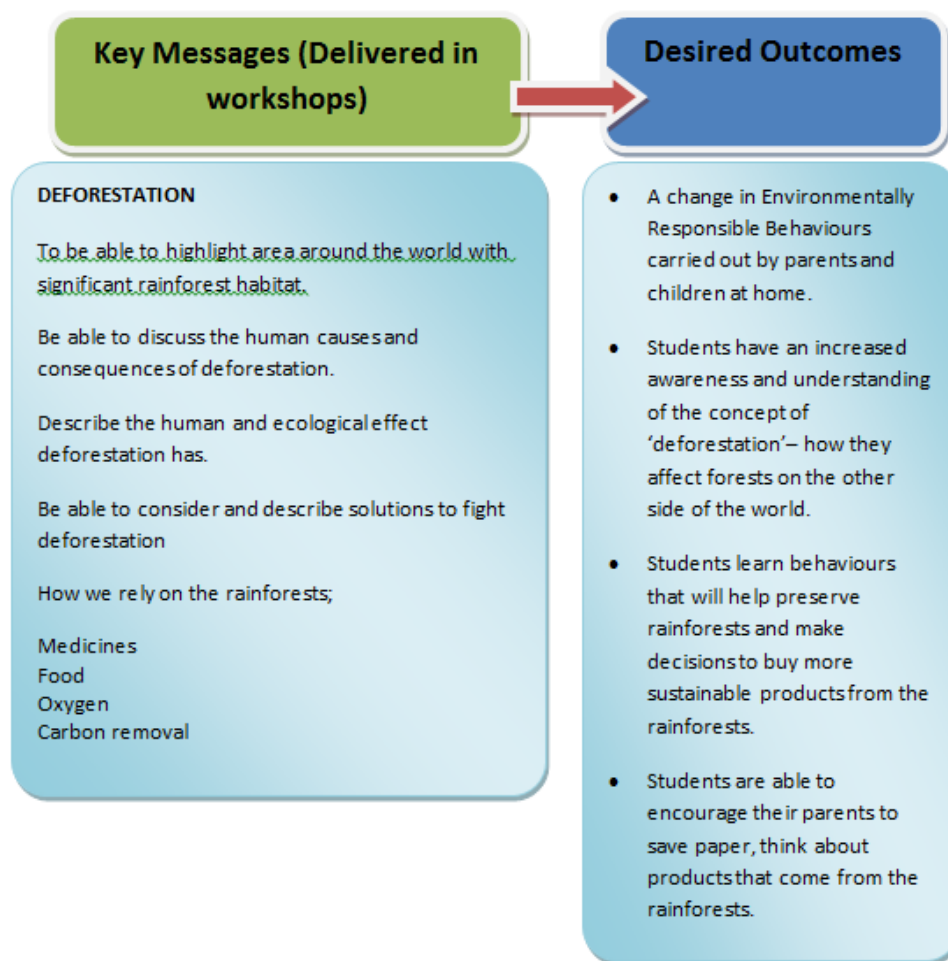 Key Messages (Delivered in
workshops)
Desired Outcomes
DEFORESTATION
To be able to highlight area around the world with
significant rainforest habitat.
Be able to discuss the human causes and
consequences of deforestation.
Describe the human and ecological effect
deforestation has.
Be able to consider and describe solutions to fight
deforestation
How we rely on the rainforests;
Medicines
Food
Oxygen
Carbon removal
• A change in Environmentally
Responsible Behaviours
carried out by parents and
children at home.
• Students have an increased
awareness and understanding
of the concept of
‘deforestation’– how they
affect forests on the other
side of the world.
• Students learn behaviours
that will help preserve
rainforests and make
decisions to buy more
sustainable products from the
rainforests.
• Students are able to
encourage their parents to
save paper, think about
products that come from the
rainforests.